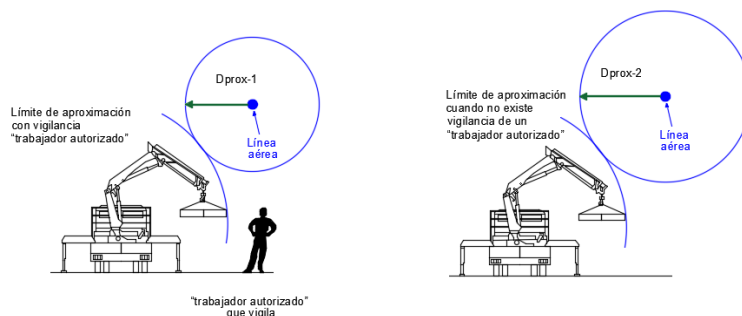 Dprox-1
Límite de aproximación
con vigilancia
“trabajador autorizado”
Línea
aérea
“trabajador autorizado”
que vigila
Dprox-2
Límite de aproximación
cuando no existe
vigilancia de un
“trabajador autorizado”
Línea
aérea